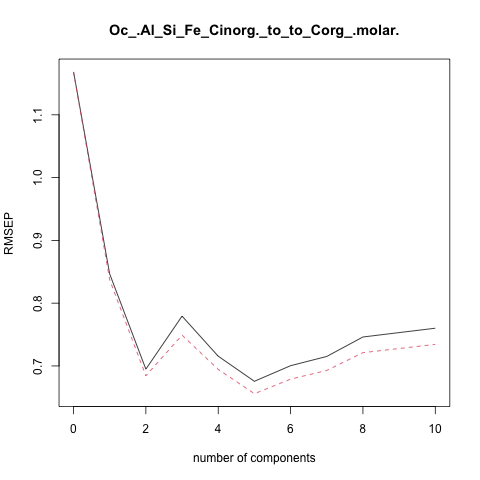 Oc_.Al_Si_Fe_Cinorg._to_to_Corg_.molar.
RMSEP
1.1
1.0
0.9
0.8
0.7
0 2 4 6 8 10
number of components